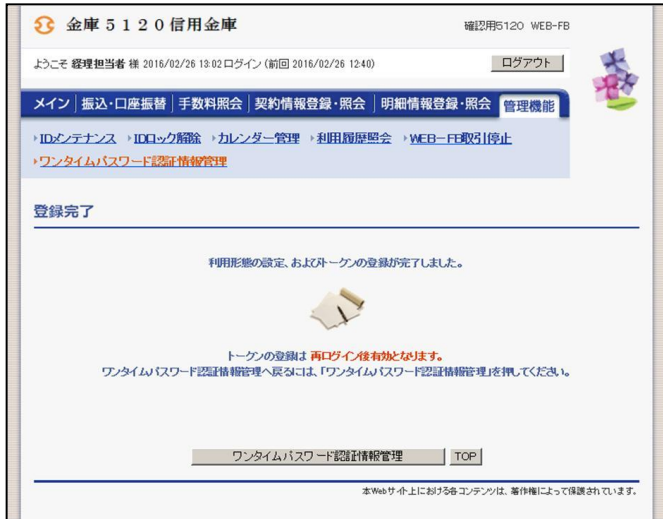 金庫5120信用金庫
確認用5120 WEB-FB
ようこそ 経理担当者 様 2016/02/26 13:02 ログイン (前回 2016/02/26 12:40)
ログアウト
メイン 振込・口座振替 手数料照会 契約情報登録・照会 明細情報登録・照会 管理機能
IDメンテナンス IDロック解除 カレンダー管理 利用履歴照会 WEB－FB取引停止
ワンタイムパスワード認証情報管理
登録完了
利用形態の設定、およびトークンの登録が完了しました。
トークンの登録は 再ログイン後有効となります。
ワンタイムパスワード認証情報管理へ戻るには、「ワンタイムパスワード認証情報管理」を押してください。
ワンタイムパスワード認証情報管理 TOP
本Webサイト上における各コンテンツは、著作権によって保護されています。